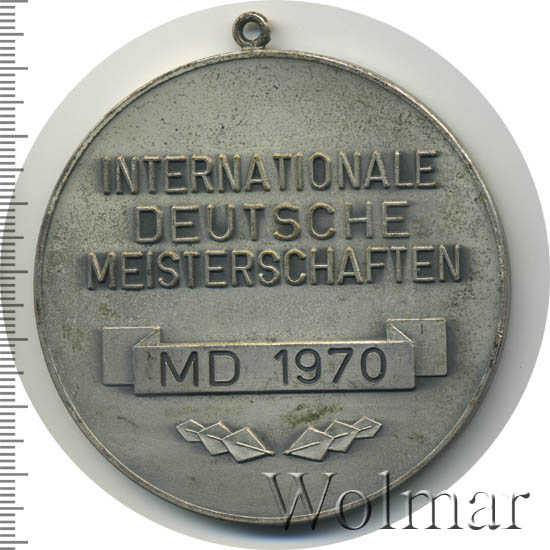 INTERNATIONALE
DEUTSCHE
MEISTERSCHAFTEN
MD 1970
Wolmar